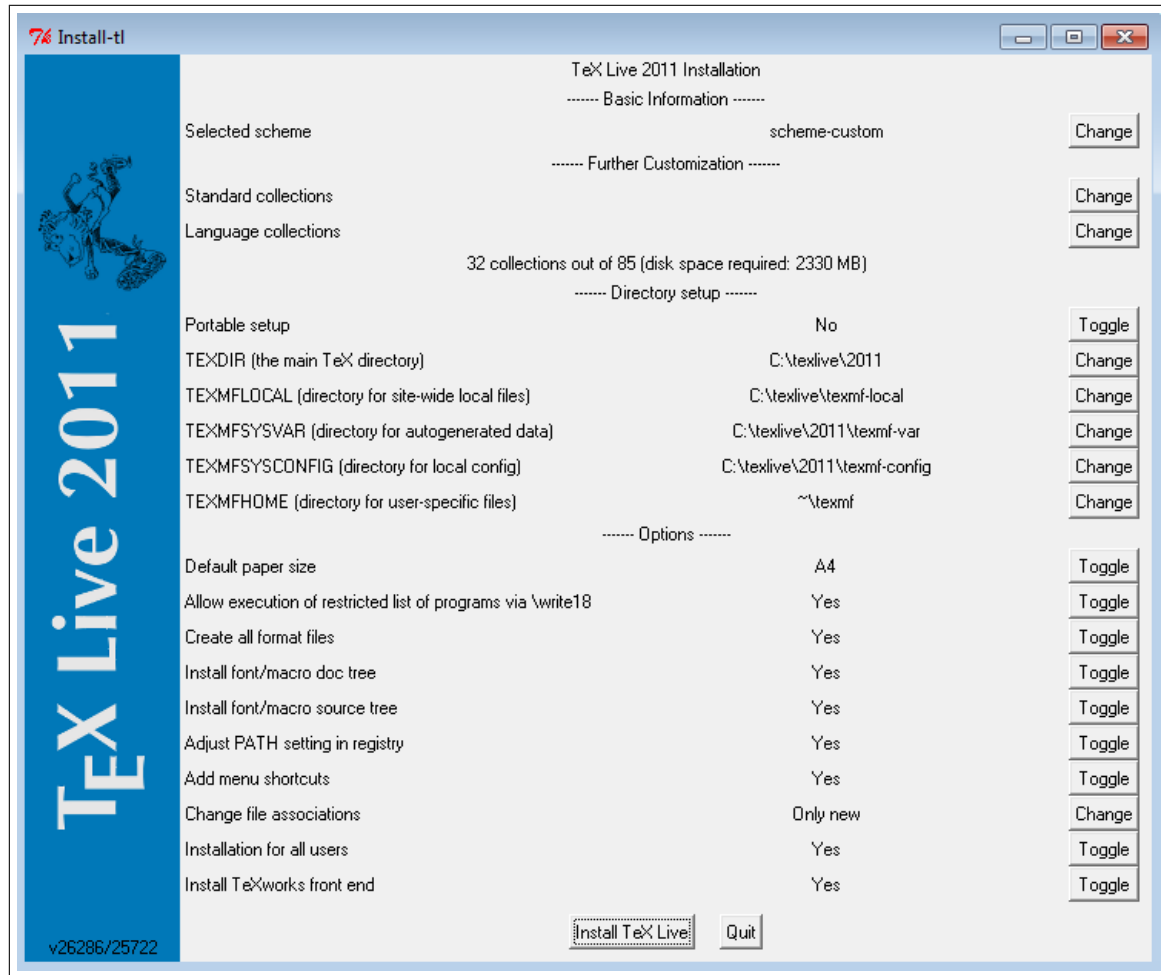 Install-tl
TeX Live 2011 Installation
------- Basic Information -------
Selected scheme scheme-custom Change
------- Further Customization -------
Standard collections Change
Language collections Change
32 collections out of 85 (disk space required: 2330 MB)
------- Directory setup -------
Portable setup No Toggle
TEXDIR (the main TeX directory) C:\texlive\2011 Change
TEXMFLOCAL (directory for site-wide local files) C:\texlive\texmf-local Change
TEXMFSYSVAR (directory for autogenerated data) C:\texlive\2011\texmf-var Change
TEXMFSYSCONFIG (directory for local config) C:\texlive\2011\texmf-config Change
TEXMFHOME (directory for user-specific files) ~\texmf Change
------- Options -------
Default paper size A4 Toggle
Allow execution of restricted list of programs via \write18 Yes Toggle
Create all format files Yes Toggle
Install font/macro doc tree Yes Toggle
Install font/macro source tree Yes Toggle
Adjust PATH setting in registry Yes Toggle
Add menu shortcuts Yes Toggle
Change file associations Only new Change
Installation for all users Yes Toggle
Install TeXworks front end Yes Toggle
Install TeX Live Quit
TEX Live 2011
v26286/25722